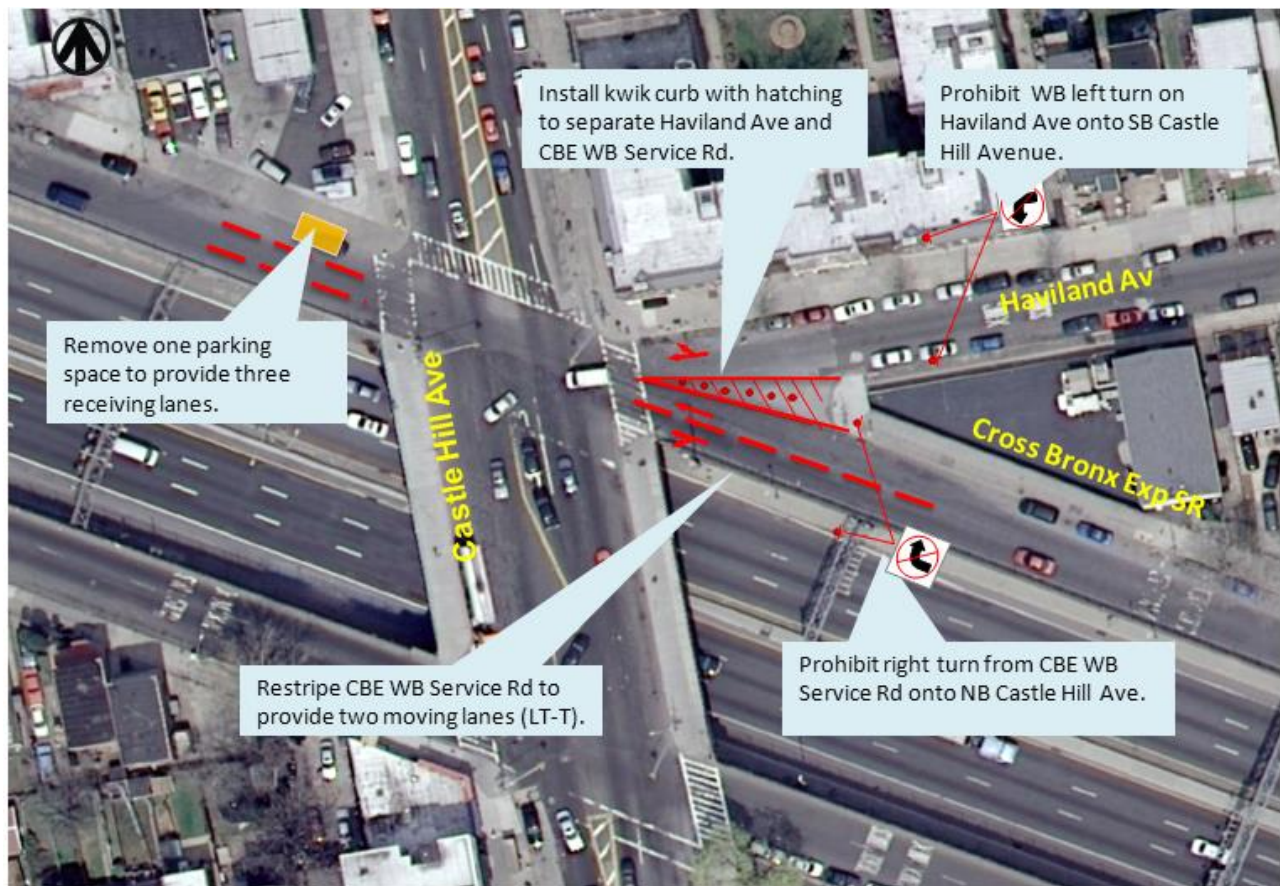 Install kwik curb with hatching
to separate Haviland Ave and
CBE WB Service Rd.
Prohibit WB left turn on
Haviland Ave onto SB Castle
Hill Avenue.
Haviland Av
Remove one parking
space to provide three
receiving lanes.
Castle Hill Ave
Cross Bronx Exp SR
Restripe CBE WB Service Rd to
provide two moving lanes (LT-T).
Prohibit right turn from CBE WB
Service Rd onto NB Castle Hill Ave.